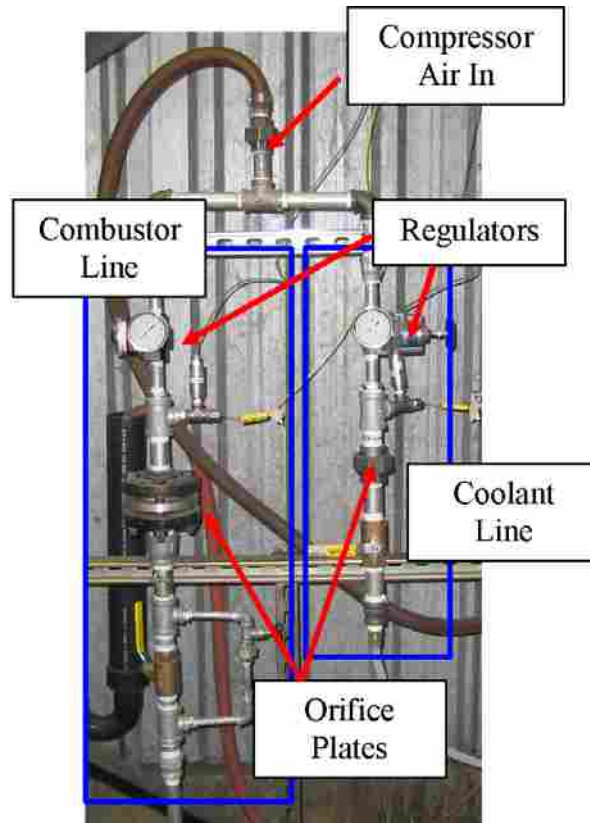 Compressor
Air In
Combustor
Line
Regulators
Coolant
Line
Orifice
Plates